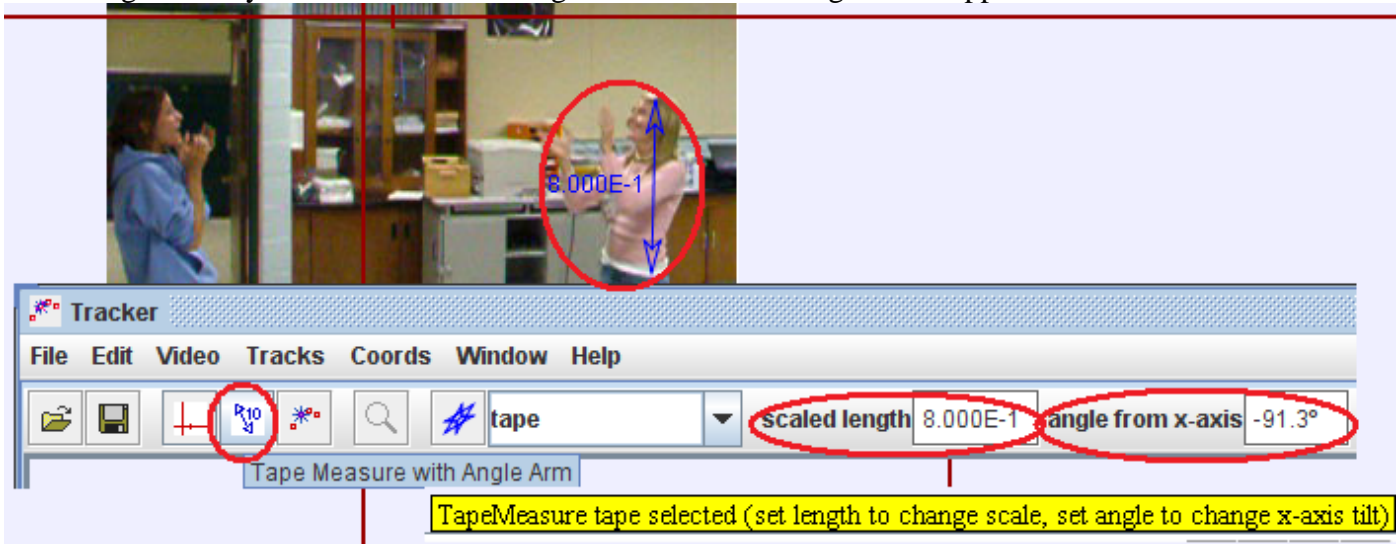 8.000E-1
Tracker
File Edit Video Tracks Coords Window Help
10
tape
scaled length 8.000E-1 angle from x-axis -91.3°
Tape Measure with Angle Arm
TapeMeasure tape selected (set length to change scale, set angle to change x-axis tilt)